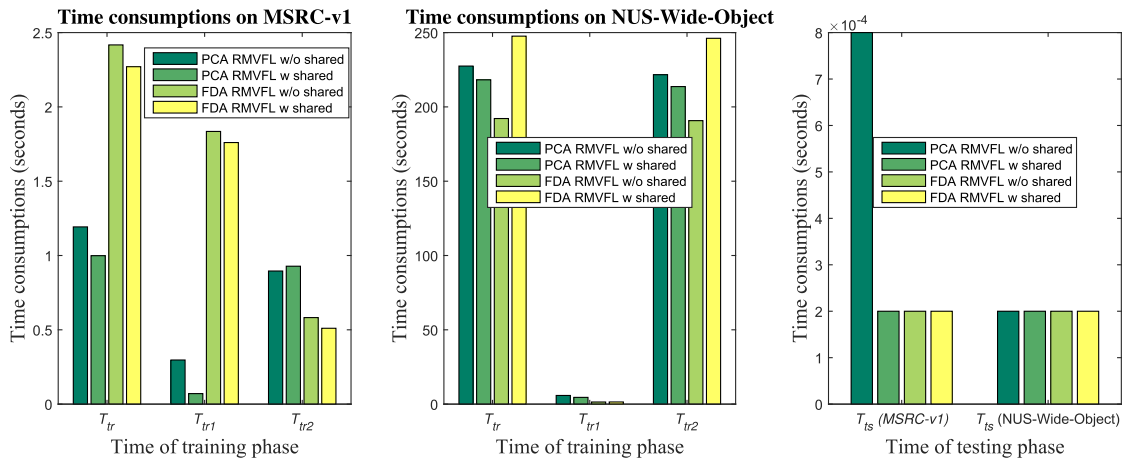 Time consumptions on MSRC-v1
Time consumptions (seconds)
2.5
2
1.5
1
0.5
0
PCA RMVFL w/o shared
PCA RMVFL w shared
FDA RMVFL w/o shared
FDA RMVFL w shared
T_tr T_tr1 T_tr2
Time of training phase
Time consumptions on NUS-Wide-Object
Time consumptions (seconds)
250
200
150
100
50
0
PCA RMVFL w/o shared
PCA RMVFL w shared
FDA RMVFL w/o shared
FDA RMVFL w shared
T_tr T_tr1 T_tr2
Time of training phase
×10^-4
Time consumptions (seconds)
8
6
4
2
0
PCA RMVFL w/o shared
PCA RMVFL w shared
FDA RMVFL w/o shared
FDA RMVFL w shared
T_ts (MSRC-v1) T_ts (NUS-Wide-Object)
Time of testing phase